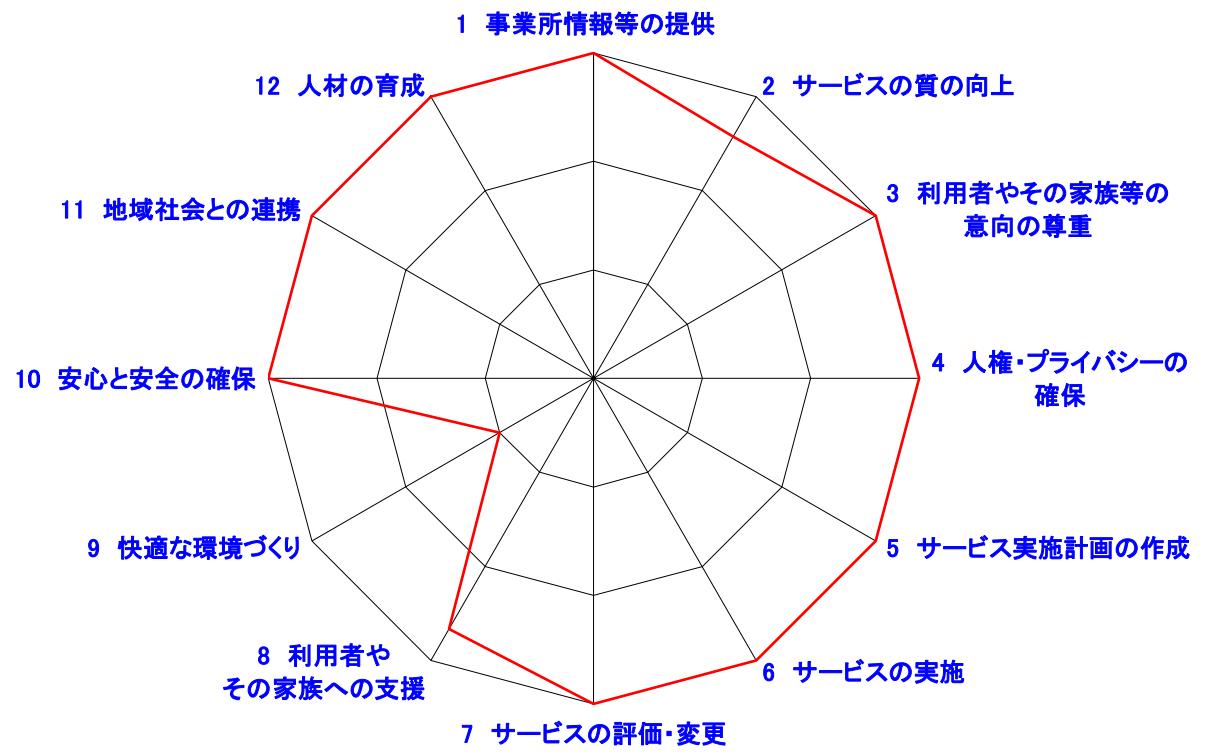 1　事業所情報等の提供
2　サービスの質の向上
3　利用者やその家族等の
意向の尊重
4　人権・プライバシーの
確保
5　サービス実施計画の作成
6　サービスの実施
7　サービスの評価・変更
8　利用者や
その家族への支援
9　快適な環境づくり
10　安心と安全の確保
11　地域社会との連携
12　人材の育成